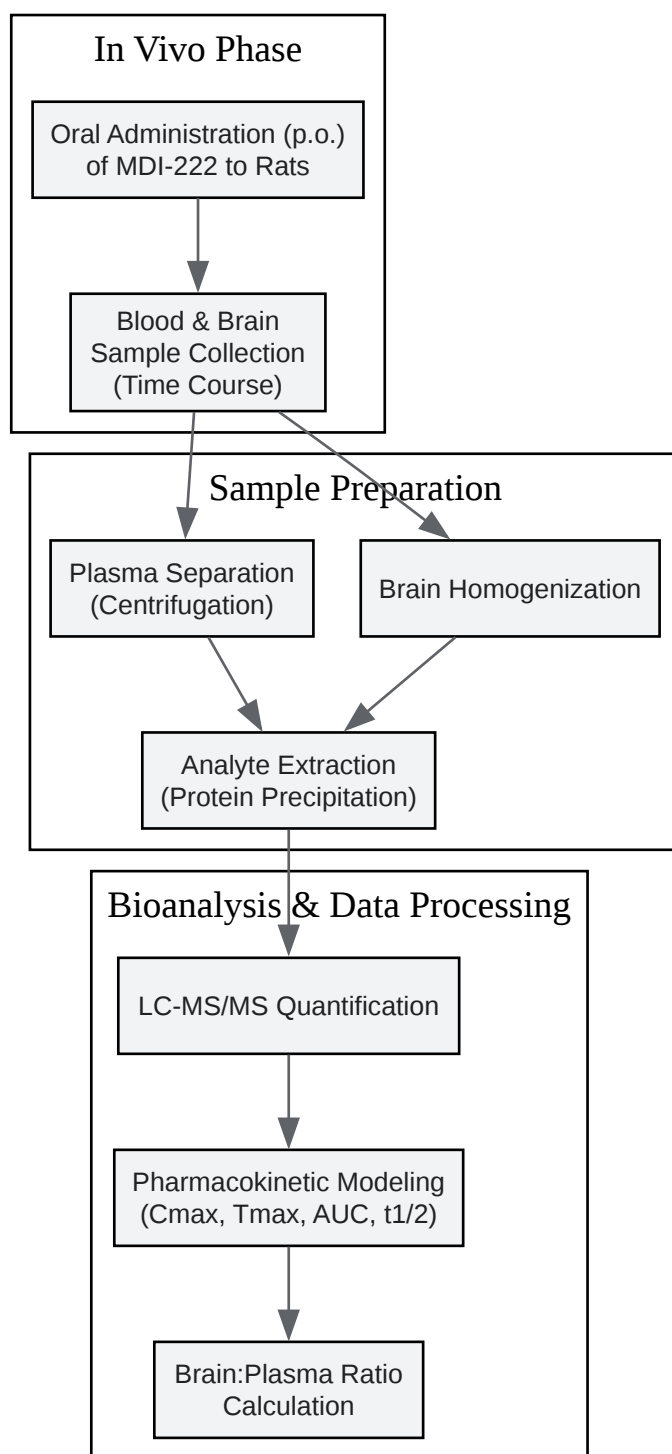 In Vivo Phase
Oral Administration (p.o.)
of MDI-222 to Rats
Blood & Brain
Sample Collection
(Time Course)
Sample Preparation
Plasma Separation
(Centrifugation)
Brain Homogenization
Analyte Extraction
(Protein Precipitation)
Bioanalysis & Data Processing
LC-MS/MS Quantification
Pharmacokinetic Modeling
(Cmax, Tmax, AUC, t1/2)
Brain:Plasma Ratio
Calculation